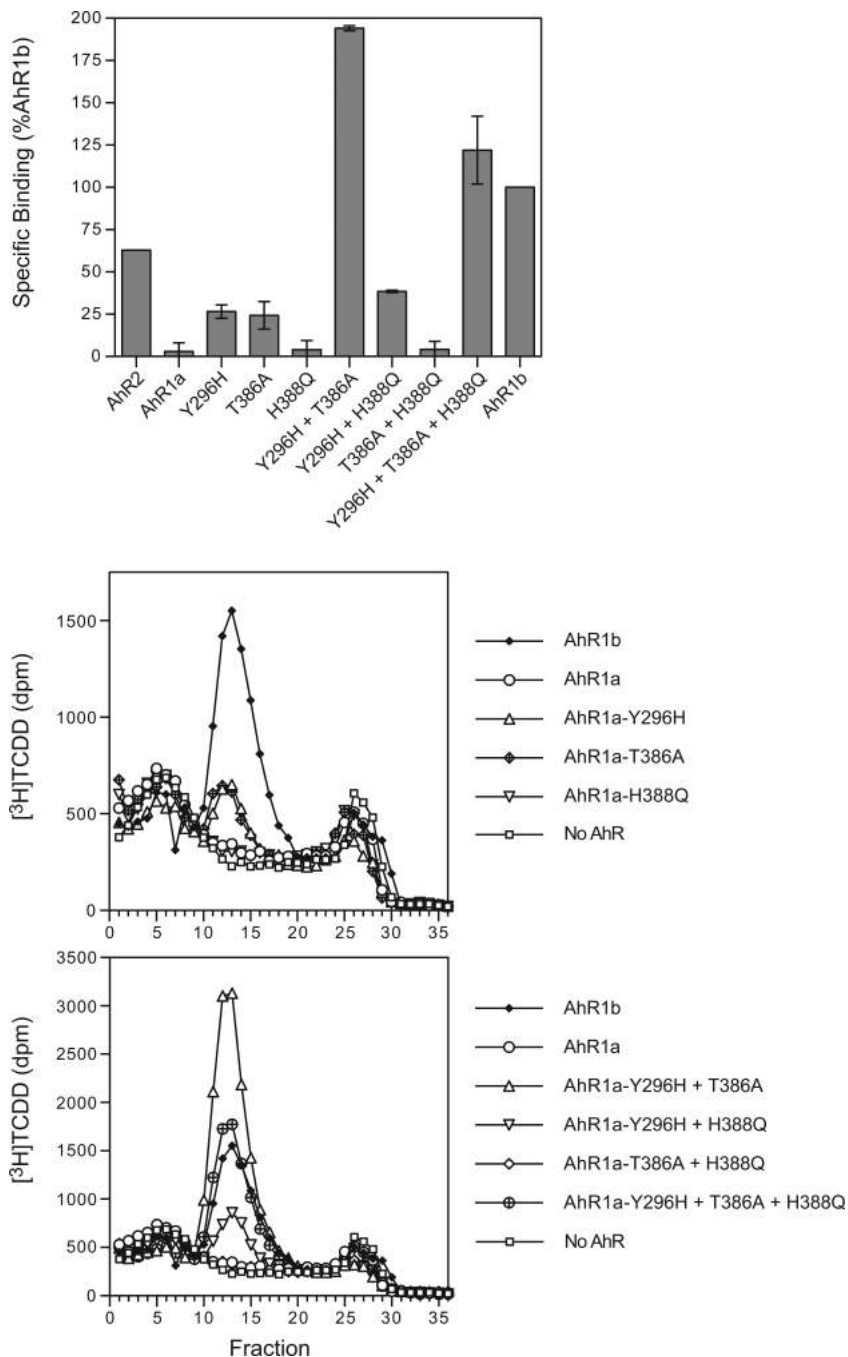 Specific Binding (%AhR1b)
200
175
150
125
100
75
50
25
0
AhR2
AhR1a
Y296H
T386A
H388Q
Y296H + T386A
Y296H + H388Q
T386A + H388Q
Y296H + T386A + H388Q
AhR1b
[³H]TCDD (dpm)
1500
1000
500
0
0 5 10 15 20 25 30 35
AhR1b
AhR1a
AhR1a-Y296H
AhR1a-T386A
AhR1a-H388Q
No AhR
[³H]TCDD (dpm)
3500
3000
2500
2000
1500
1000
500
0
0 5 10 15 20 25 30 35
Fraction
AhR1b
AhR1a
AhR1a-Y296H + T386A
AhR1a-Y296H + H388Q
AhR1a-T386A + H388Q
AhR1a-Y296H + T386A + H388Q
No AhR